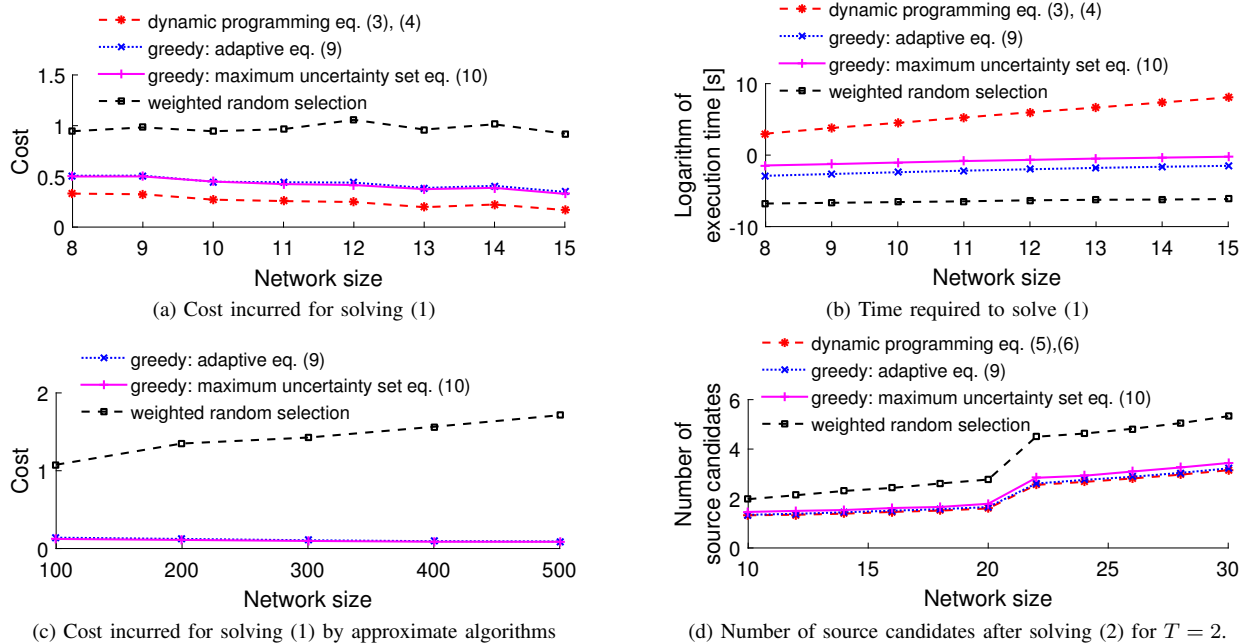 dynamic programming eq. (3), (4)
greedy: adaptive eq. (9)
greedy: maximum uncertainty set eq. (10)
weighted random selection
1.5
1
0.5
0
Cost
8 9 10 11 12 13 14 15
Network size
(a) Cost incurred for solving (1)
dynamic programming eq. (3), (4)
greedy: adaptive eq. (9)
greedy: maximum uncertainty set eq. (10)
weighted random selection
10
0
-10
Logarithm of
execution time [s]
8 9 10 11 12 13 14 15
Network size
(b) Time required to solve (1)
greedy: adaptive eq. (9)
greedy: maximum uncertainty set eq. (10)
weighted random selection
2
1
0
Cost
100 200 300 400 500
Network size
(c) Cost incurred for solving (1) by approximate algorithms
dynamic programming eq. (5),(6)
greedy: adaptive eq. (9)
greedy: maximum uncertainty set eq. (10)
weighted random selection
6
4
2
0
Number of
source candidates
10 15 20 25 30
Network size
(d) Number of source candidates after solving (2) for T = 2.